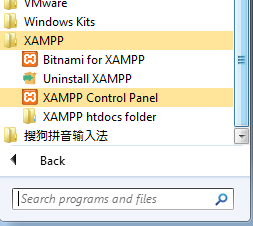 VMware
Windows Kits
XAMPP
Bitnami for XAMPP
Uninstall XAMPP
XAMPP Control Panel
XAMPP htdocs folder
搜狗拼音输入法
Back
Search programs and files